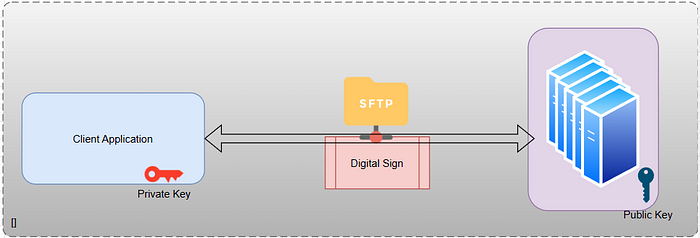 SFTP
Client Application
Digital Sign
Private Key
Public Key
[]